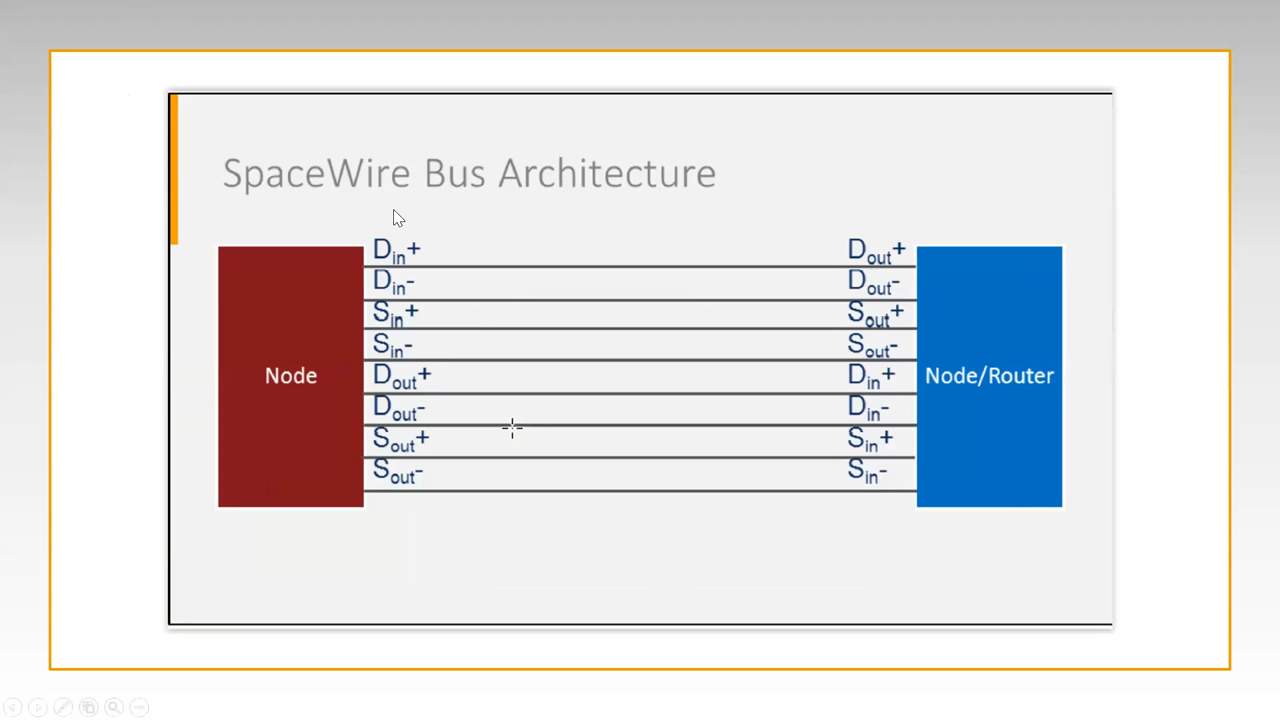 SpaceWire Bus Architecture
Din+ Dout+
Din- Dout-
Sin+ Sout+
Sin- Sout-
Dout+ Din+
Node Node/Router
Dout- Din-
Sout+ Sin+
Sout- Sin-